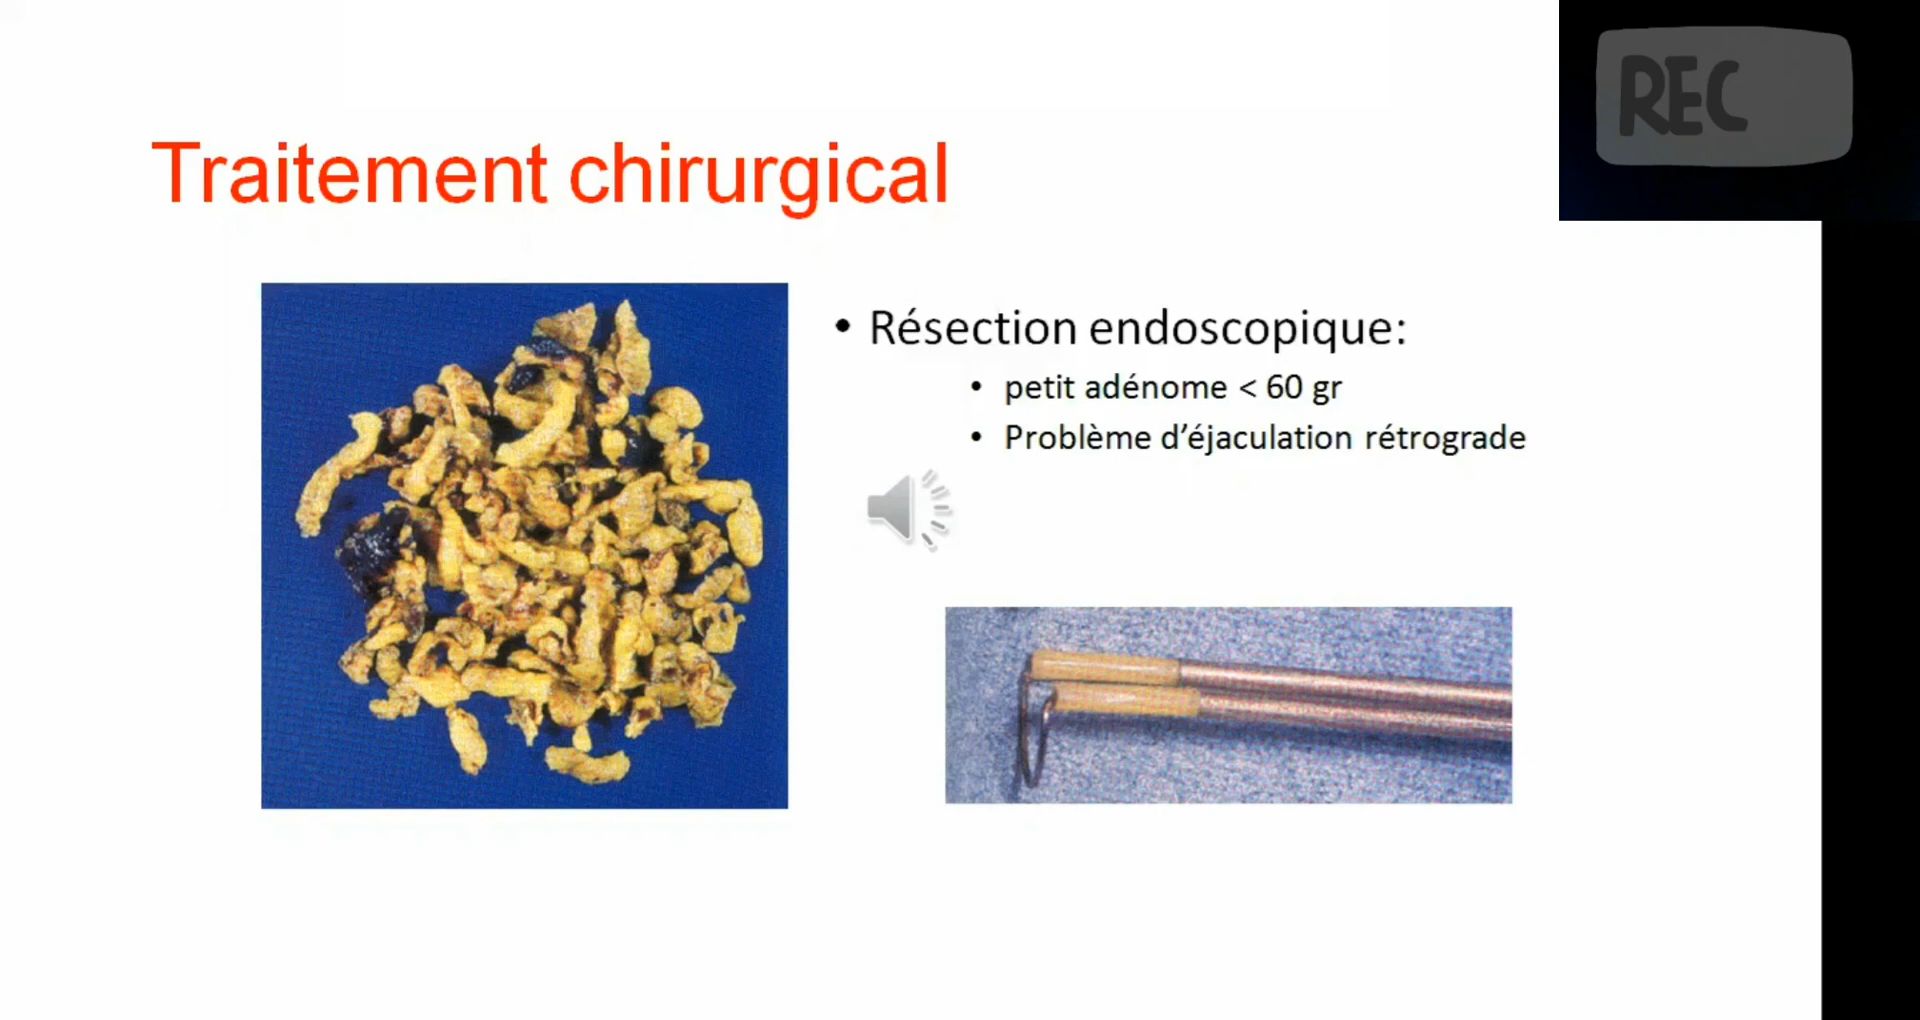 REC
Traitement chirurgical
• Résection endoscopique:
• petit adénome < 60 gr
• Problème d’éjaculation rétrograde